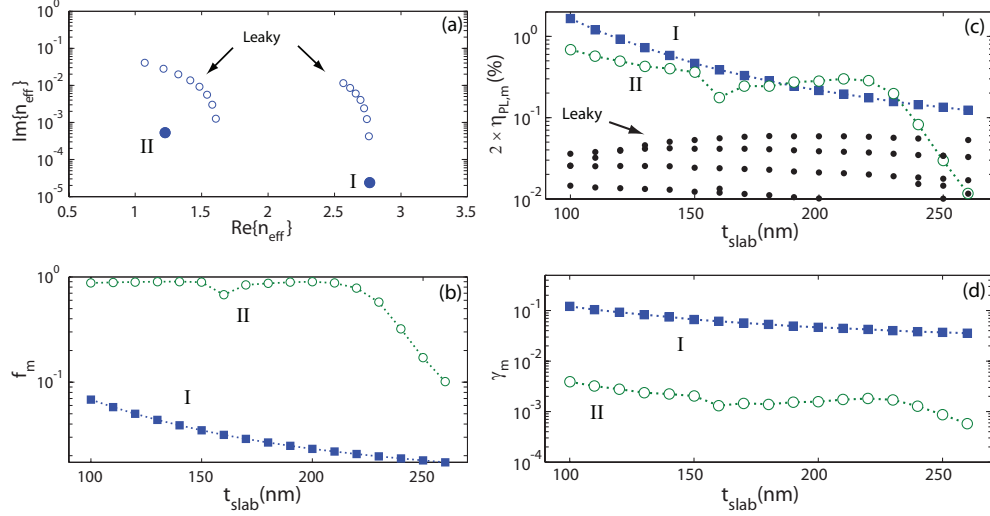 (a)
Leaky
Im{n_eff}
10^1
10^0
10^-1
10^-2
10^-3
10^-4
10^-5
II
I
0.5 1 1.5 2 2.5 3 3.5
Re{n_eff}
(c)
2 × η_PL,m (%)
10^0
10^-1
10^-2
I
II
Leaky
100 150 200 250
t_slab(nm)
(b)
f_m
10^0
10^-1
II
I
100 150 200 250
t_slab(nm)
(d)
γ_m
10^-1
10^-2
10^-3
10^-4
I
II
100 150 200 250
t_slab(nm)